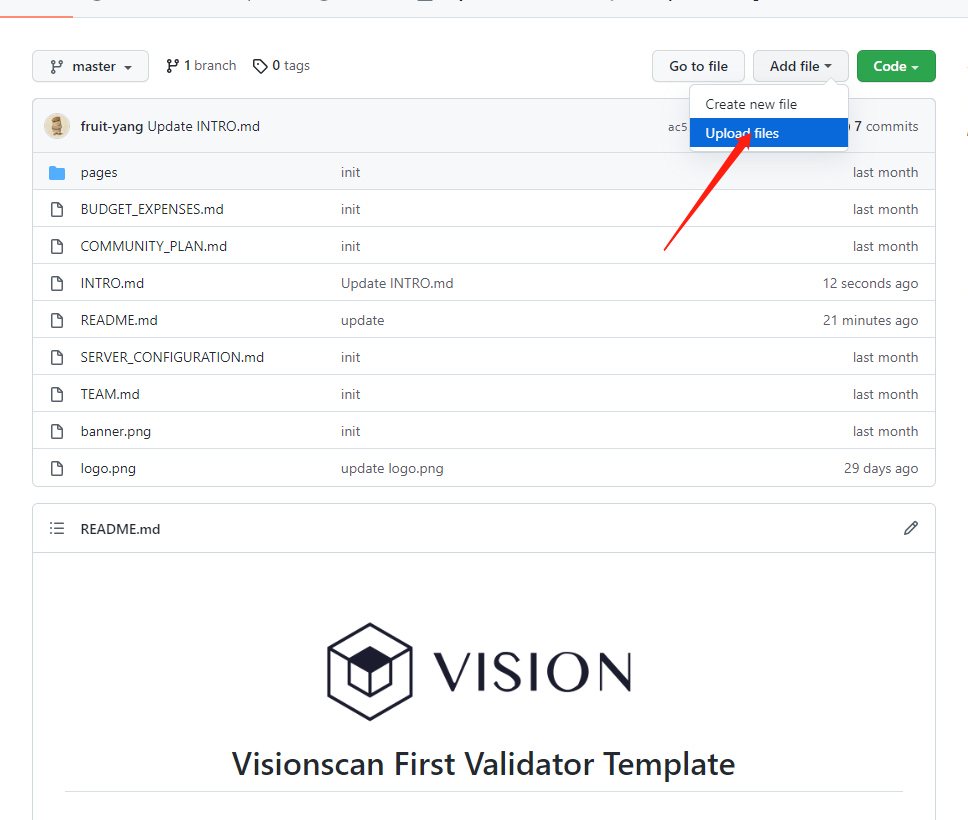 master 1 branch 0 tags Go to file Add file Code
Create new file
fruit-yang Update INTRO.md ac5 7 commits
Upload files
pages init last month
BUDGET_EXPENSES.md init last month
COMMUNITY_PLAN.md init last month
INTRO.md Update INTRO.md 12 seconds ago
README.md update 21 minutes ago
SERVER_CONFIGURATION.md init last month
TEAM.md init last month
banner.png init last month
logo.png update logo.png 29 days ago
README.md
VISION
Visionscan First Validator Template